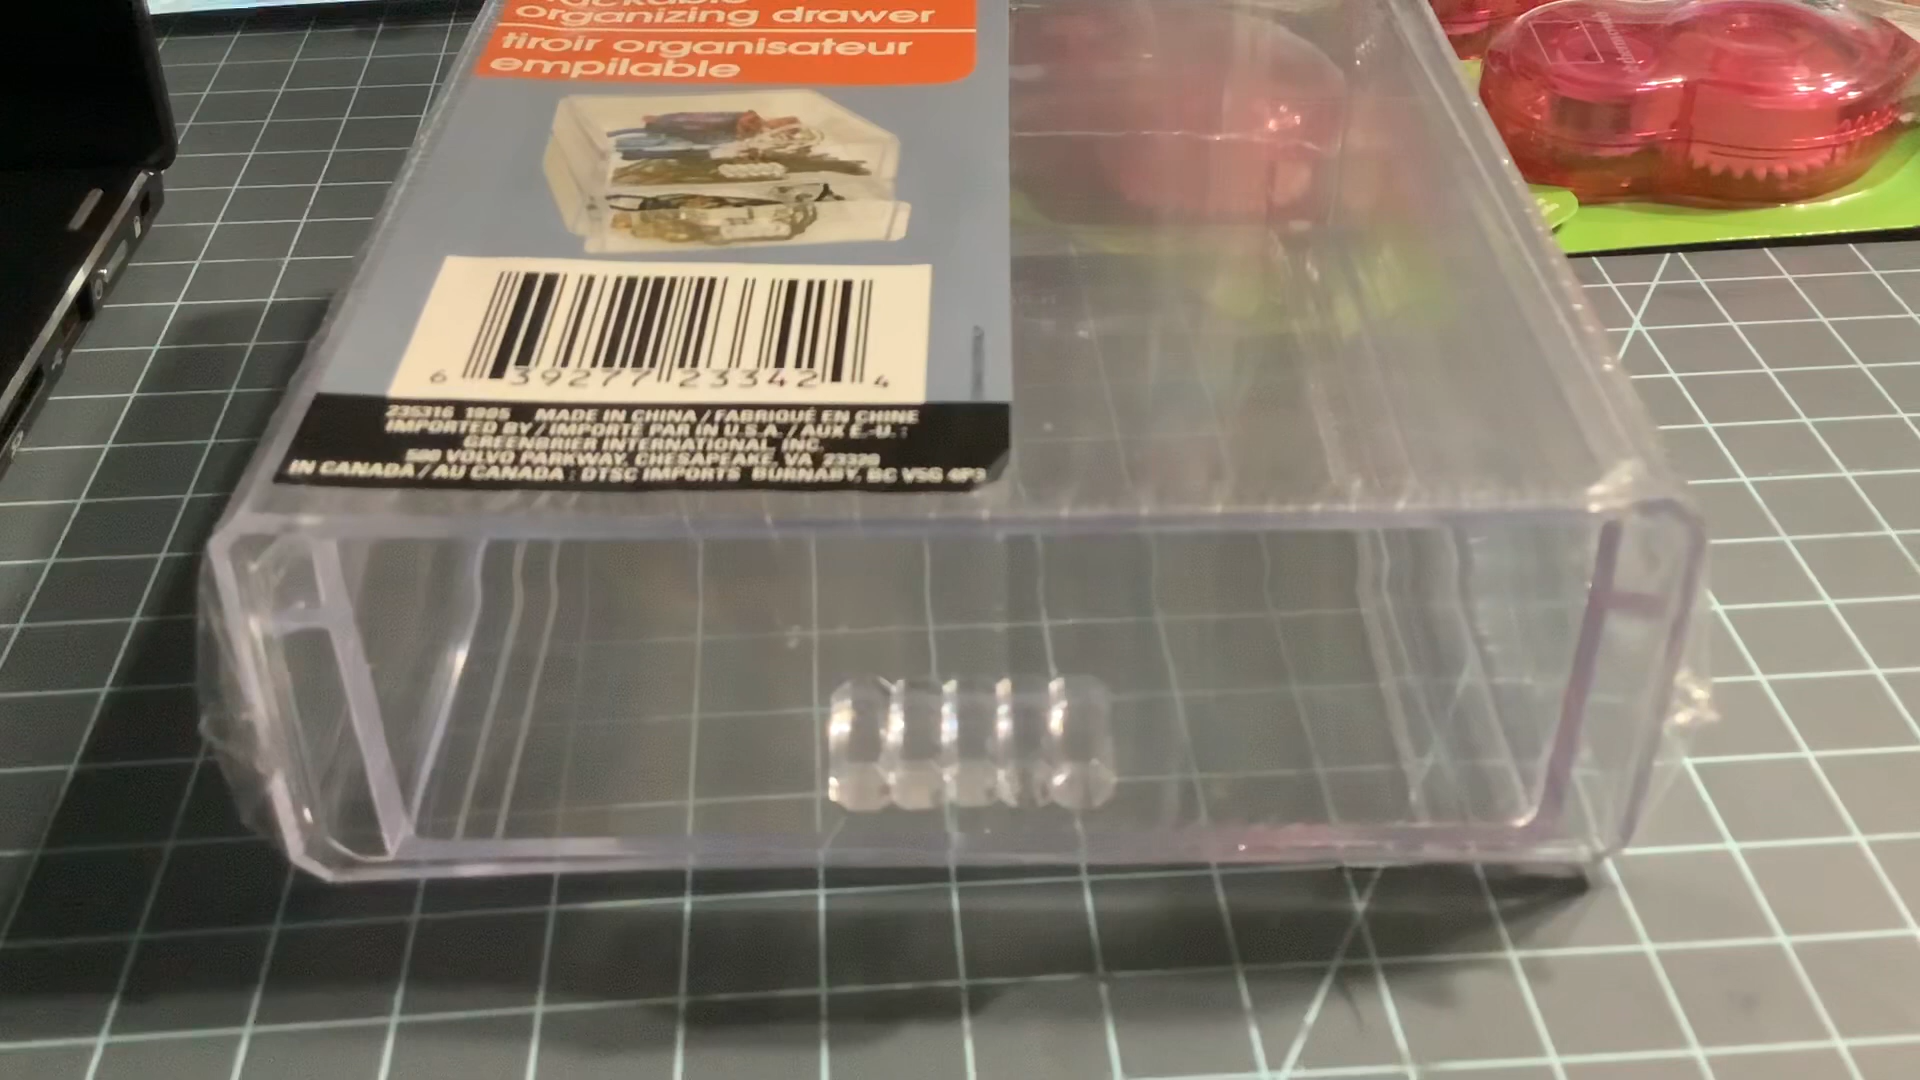 organizing drawer
tiroir organisateur
empilable
6 39277 23342 4
235316 1905 MADE IN CHINA / FABRIQUÉ EN CHINE
IMPORTED BY / IMPORTÉ PAR IN U.S.A. / AUX É.-U. :
GREENBRIER INTERNATIONAL, INC.
500 VOLVO PARKWAY, CHESAPEAKE, VA 23320
IN CANADA / AU CANADA : DTSC IMPORTS BURNABY, BC V5G 4P3